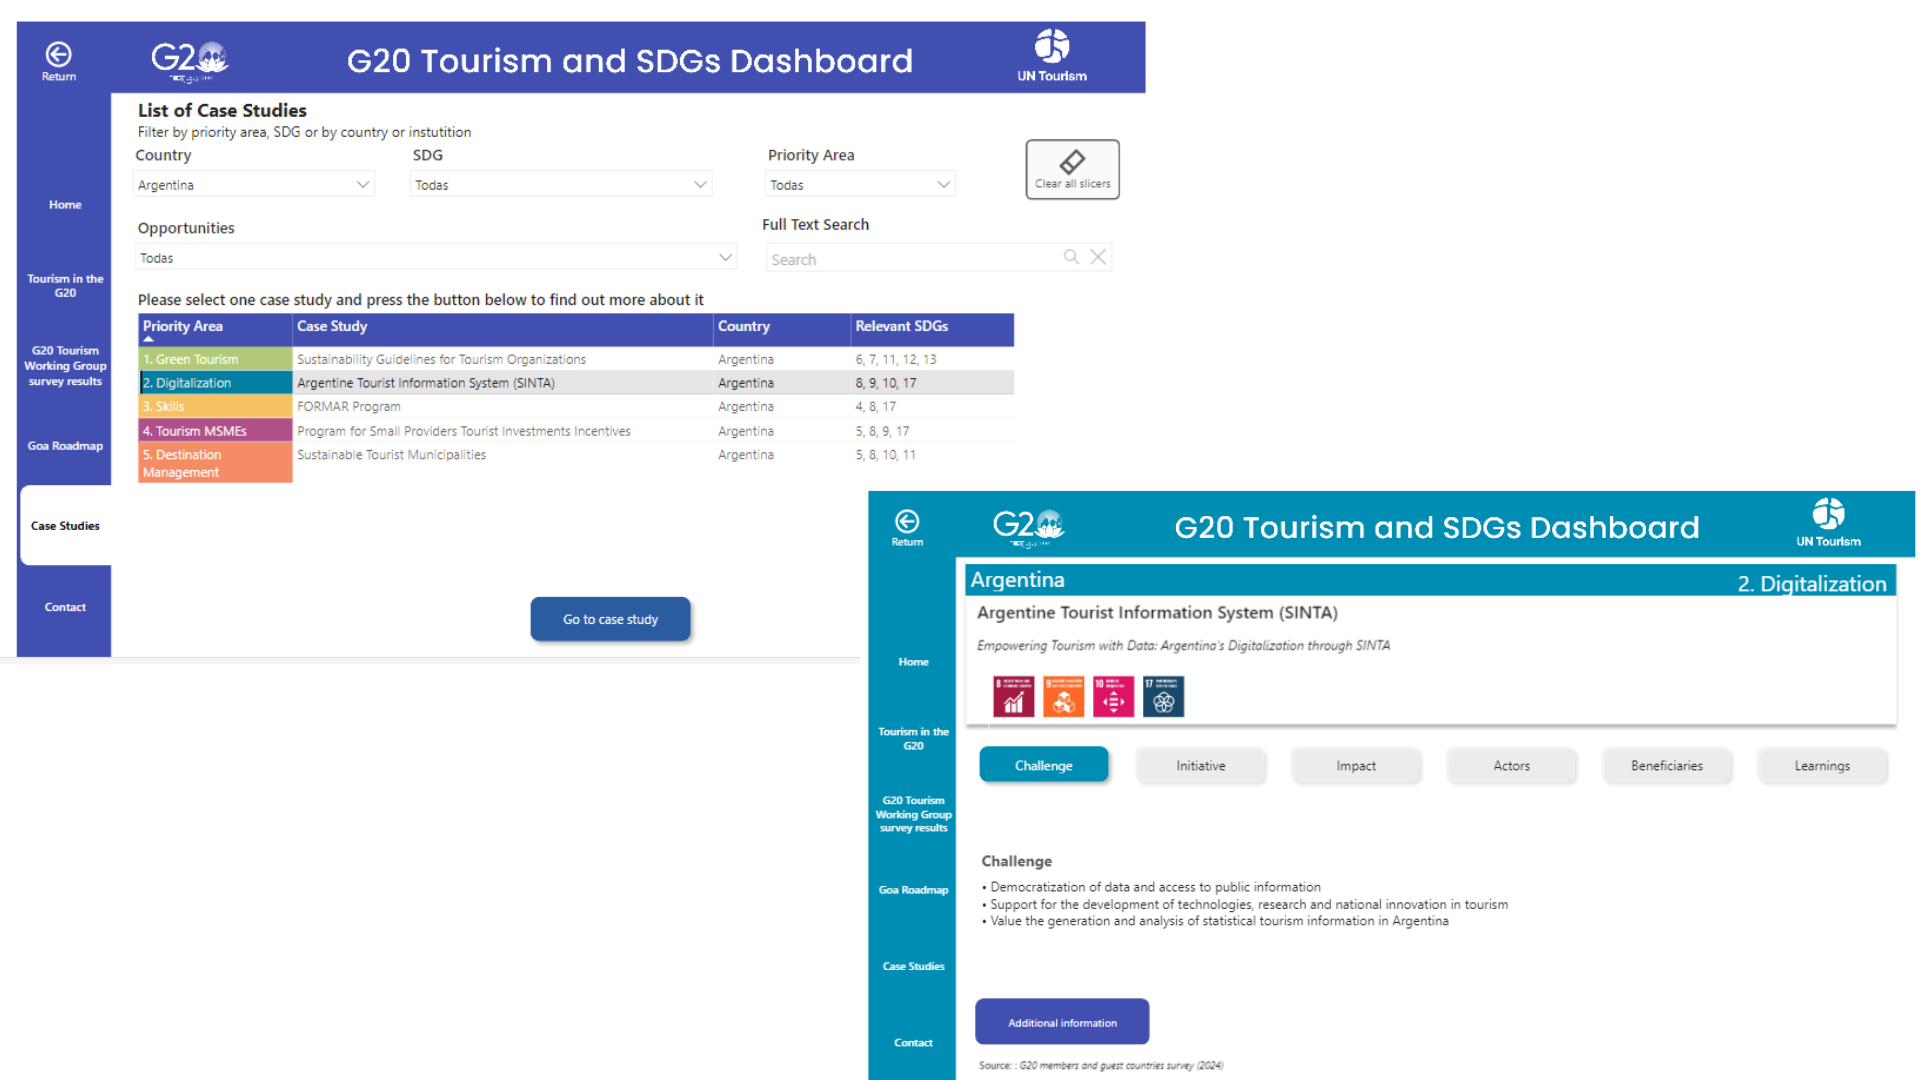 Return
G20
G20 Tourism and SDGs Dashboard
UN Tourism
List of Case Studies
Filter by priority area, SDG or by country or instutition
Country
SDG
Priority Area
Argentina
Todas
Todas
Clear all slicers
Home
Opportunities
Full Text Search
Todas
Search
Tourism in the
G20
Please select one case study and press the button below to find out more about it
Priority Area Case Study Country Relevant SDGs
1. Green Tourism Sustainability Guidelines for Tourism Organizations Argentina 6, 7, 11, 12, 13
2. Digitalization Argentine Tourist Information System (SINTA) Argentina 8, 9, 10, 17
3. Skills FORMAR Program Argentina 4, 8, 17
4. Tourism MSMEs Program for Small Providers Tourist Investments Incentives Argentina 5, 8, 9, 17
5. Destination
Management Sustainable Tourist Municipalities Argentina 5, 8, 10, 11
G20 Tourism
Working Group
survey results
Goa Roadmap
Case Studies
Contact
Go to case study
Return
G20
G20 Tourism and SDGs Dashboard
UN Tourism
Argentina
2. Digitalization
Argentine Tourist Information System (SINTA)
Empowering Tourism with Data: Argentina's Digitalization through SINTA
8
9
10
17
Home
Tourism in the
G20
G20 Tourism
Working Group
survey results
Goa Roadmap
Case Studies
Contact
Challenge
Initiative
Impact
Actors
Beneficiaries
Learnings
Challenge
• Democratization of data and access to public information
• Support for the development of technologies, research and national innovation in tourism
• Value the generation and analysis of statistical tourism information in Argentina
Additional information
Source: : G20 members and guest countries survey (2024)